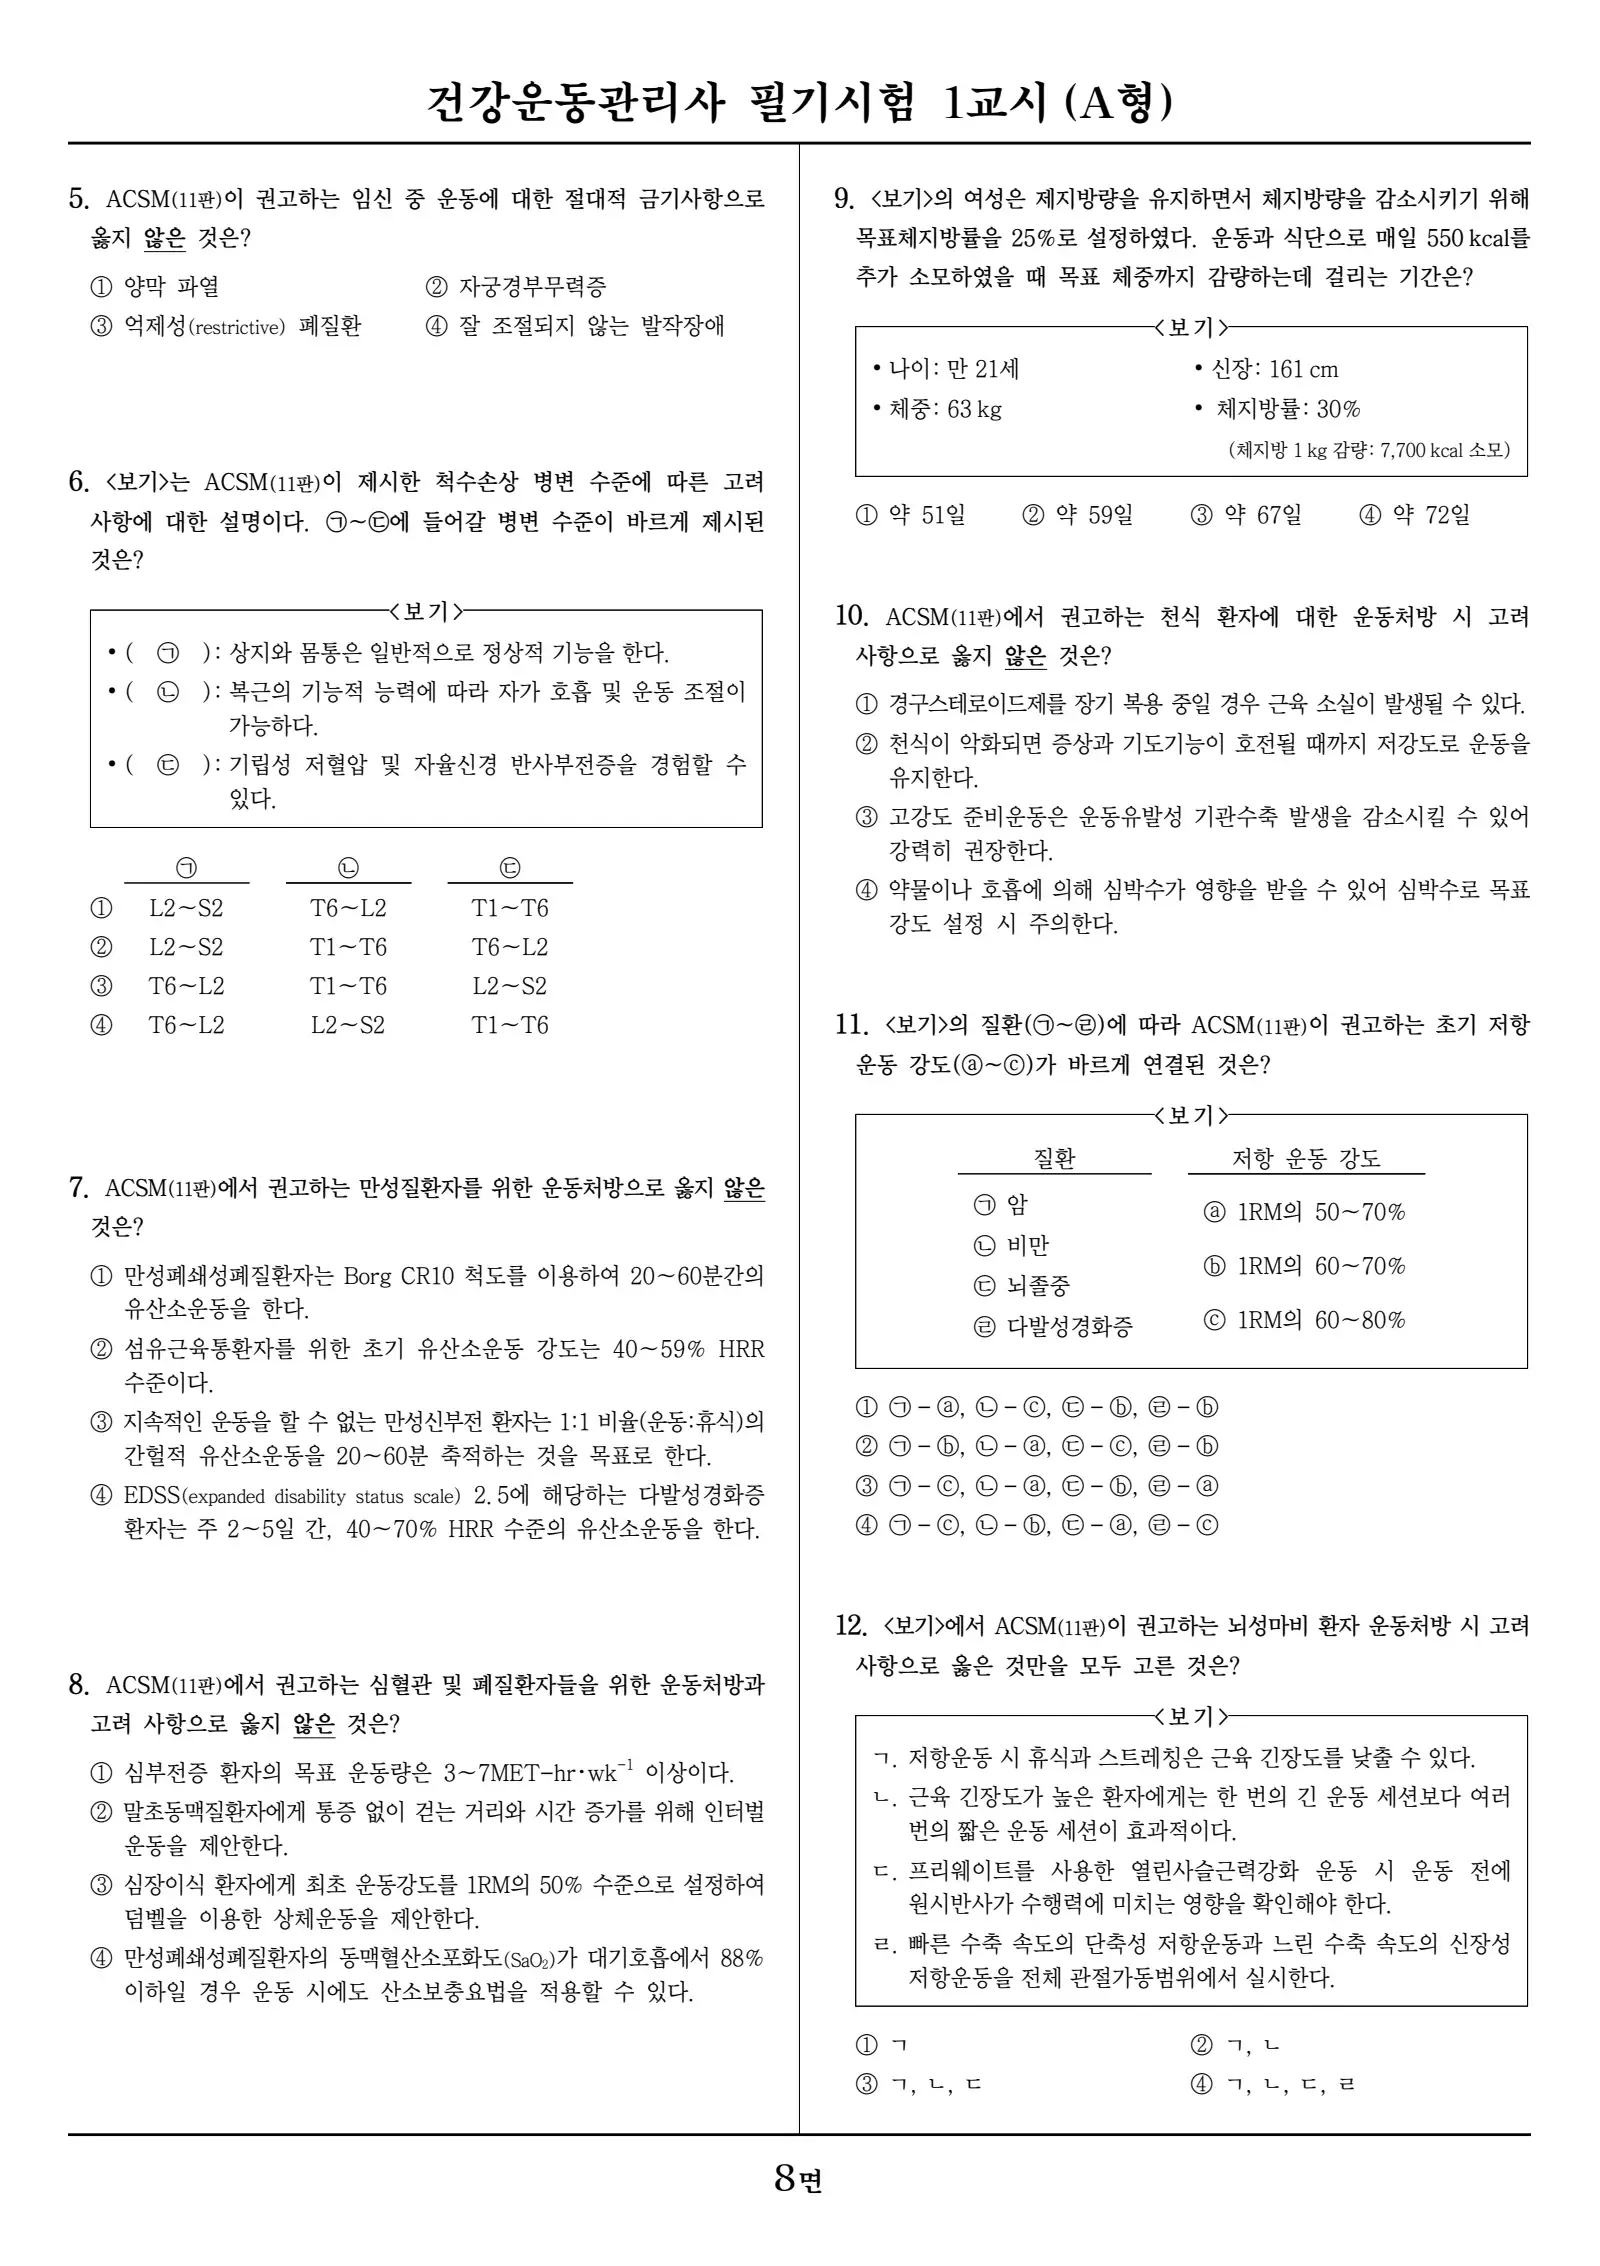 건강운동관리사 필기시험 1교시 (A형)
5. ACSM(11판)이 권고하는 임신 중 운동에 대한 절대적 금기사항으로
옳지 않은 것은?
① 양막 파열 ② 자궁경부무력증
③ 억제성(restrictive) 폐질환 ④ 잘 조절되지 않는 발작장애
6. <보기>는 ACSM(11판)이 제시한 척수손상 병변 수준에 따른 고려
사항에 대한 설명이다. ㉠~㉢에 들어갈 병변 수준이 바르게 제시된
것은?
<보기>
• ( ㉠ ): 상지와 몸통은 일반적으로 정상적 기능을 한다.
• ( ㉡ ): 복근의 기능적 능력에 따라 자가 호흡 및 운동 조절이
가능하다.
• ( ㉢ ): 기립성 저혈압 및 자율신경 반사부전증을 경험할 수
있다.
㉠ ㉡ ㉢
① L2~S2 T6~L2 T1~T6
② L2~S2 T1~T6 T6~L2
③ T6~L2 T1~T6 L2~S2
④ T6~L2 L2~S2 T1~T6
7. ACSM(11판)에서 권고하는 만성질환자를 위한 운동처방으로 옳지 않은
것은?
① 만성폐쇄성폐질환자는 Borg CR10 척도를 이용하여 20~60분간의
유산소운동을 한다.
② 섬유근육통환자를 위한 초기 유산소운동 강도는 40~59% HRR
수준이다.
③ 지속적인 운동을 할 수 없는 만성신부전 환자는 1:1 비율(운동:휴식)의
간헐적 유산소운동을 20~60분 축적하는 것을 목표로 한다.
④ EDSS(expanded disability status scale) 2.5에 해당하는 다발성경화증
환자는 주 2~5일 간, 40~70% HRR 수준의 유산소운동을 한다.
8. ACSM(11판)에서 권고하는 심혈관 및 폐질환자들을 위한 운동처방과
고려 사항으로 옳지 않은 것은?
① 심부전증 환자의 목표 운동량은 3~7MET-hr·wk⁻¹ 이상이다.
② 말초동맥질환자에게 통증 없이 걷는 거리와 시간 증가를 위해 인터벌
운동을 제안한다.
③ 심장이식 환자에게 최초 운동강도를 1RM의 50% 수준으로 설정하여
덤벨을 이용한 상체운동을 제안한다.
④ 만성폐쇄성폐질환자의 동맥혈산소포화도(SaO₂)가 대기호흡에서 88%
이하일 경우 운동 시에도 산소보충요법을 적용할 수 있다.
9. <보기>의 여성은 제지방량을 유지하면서 체지방량을 감소시키기 위해
목표체지방률을 25%로 설정하였다. 운동과 식단으로 매일 550 kcal를
추가 소모하였을 때 목표 체중까지 감량하는데 걸리는 기간은?
<보기>
• 나이: 만 21세 • 신장: 161 cm
• 체중: 63 kg • 체지방률: 30%
(체지방 1 kg 감량: 7,700 kcal 소모)
① 약 51일 ② 약 59일 ③ 약 67일 ④ 약 72일
10. ACSM(11판)에서 권고하는 천식 환자에 대한 운동처방 시 고려
사항으로 옳지 않은 것은?
① 경구스테로이드제를 장기 복용 중일 경우 근육 소실이 발생될 수 있다.
② 천식이 악화되면 증상과 기도기능이 호전될 때까지 저강도로 운동을
유지한다.
③ 고강도 준비운동은 운동유발성 기관수축 발생을 감소시킬 수 있어
강력히 권장한다.
④ 약물이나 호흡에 의해 심박수가 영향을 받을 수 있어 심박수로 목표
강도 설정 시 주의한다.
11. <보기>의 질환(㉠~㉣)에 따라 ACSM(11판)이 권고하는 초기 저항
운동 강도(ⓐ~ⓒ)가 바르게 연결된 것은?
<보기>
질환 저항 운동 강도
㉠ 암
ⓐ 1RM의 50~70%
㉡ 비만
ⓑ 1RM의 60~70%
㉢ 뇌졸중
ⓒ 1RM의 60~80%
㉣ 다발성경화증
① ㉠-ⓐ, ㉡-ⓒ, ㉢-ⓑ, ㉣-ⓑ
② ㉠-ⓑ, ㉡-ⓐ, ㉢-ⓒ, ㉣-ⓑ
③ ㉠-ⓒ, ㉡-ⓐ, ㉢-ⓑ, ㉣-ⓐ
④ ㉠-ⓒ, ㉡-ⓑ, ㉢-ⓐ, ㉣-ⓒ
12. <보기>에서 ACSM(11판)이 권고하는 뇌성마비 환자 운동처방 시 고려
사항으로 옳은 것만을 모두 고른 것은?
<보기>
ㄱ. 저항운동 시 휴식과 스트레칭은 근육 긴장도를 낮출 수 있다.
ㄴ. 근육 긴장도가 높은 환자에게는 한 번의 긴 운동 세션보다 여러
번의 짧은 운동 세션이 효과적이다.
ㄷ. 프리웨이트를 사용한 열린사슬근력강화 운동 시 운동 전에
원시반사가 수행력에 미치는 영향을 확인해야 한다.
ㄹ. 빠른 수축 속도의 단축성 저항운동과 느린 수축 속도의 신장성
저항운동을 전체 관절가동범위에서 실시한다.
① ㄱ ② ㄱ, ㄴ
③ ㄱ, ㄴ, ㄷ ④ ㄱ, ㄴ, ㄷ, ㄹ
8면